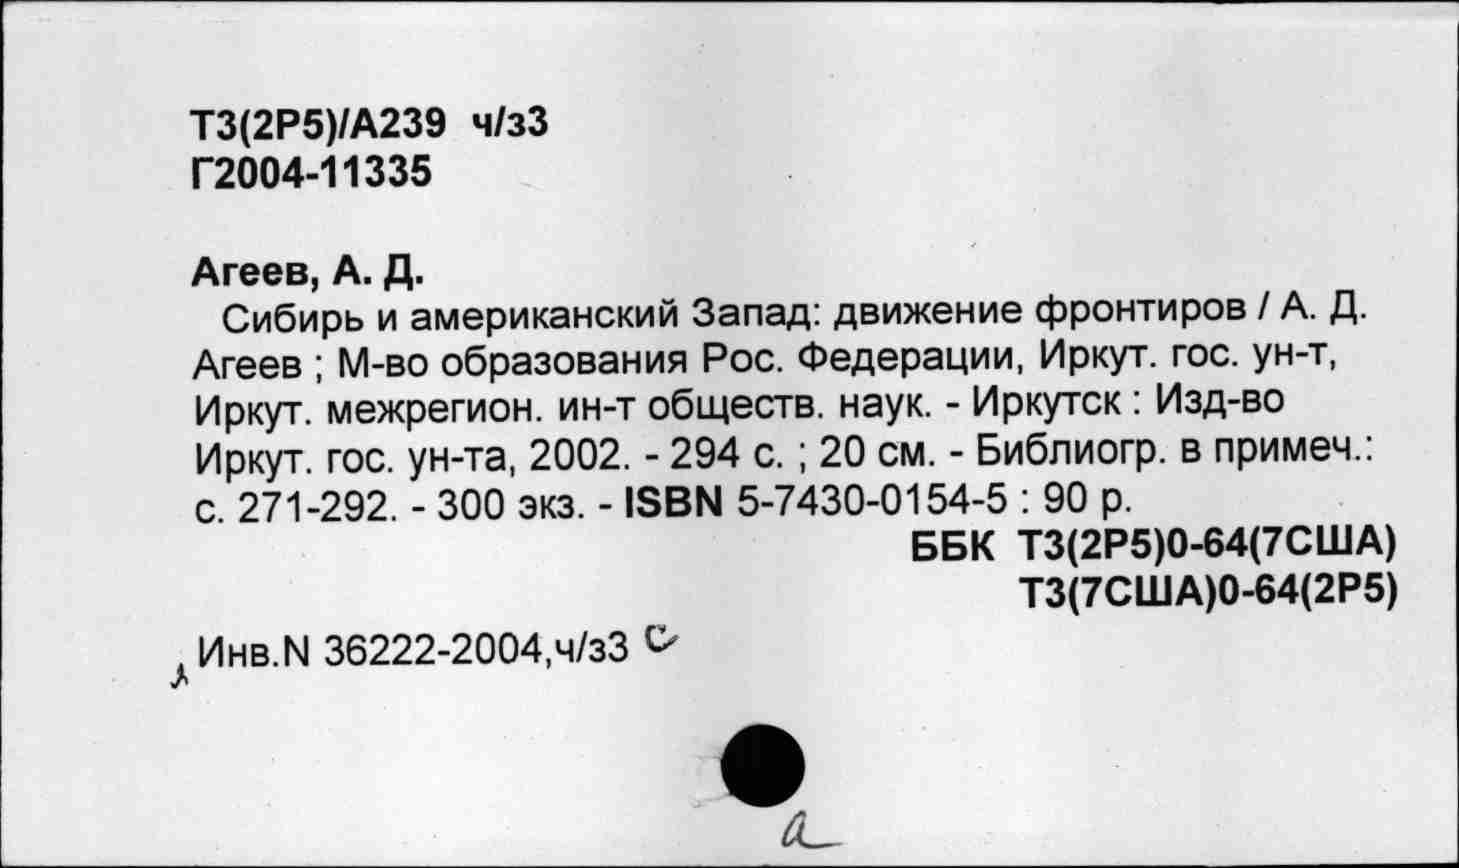 Т3(2Р5)/А239 ч/з3
Г2004-11335
Агеев, А. Д.
Сибирь и американский Запад: движение фронтиров / А. Д.
Агеев ; М-во образования Рос. Федерации, Иркут. гос. ун-т,
Иркут. межрегион. ин-т обществ. наук. - Иркутск : Изд-во
Иркут. гос. ун-та, 2002. - 294 с. ; 20 см. - Библиогр. в примеч.:
с. 271-292. - 300 экз. - ISBN 5-7430-0154-5 : 90 р.
ББК Т3(2Р5)0-64(7США)
Т3(7США)0-64(2Р5)
Инв.N 36222-2004,ч/з3
а